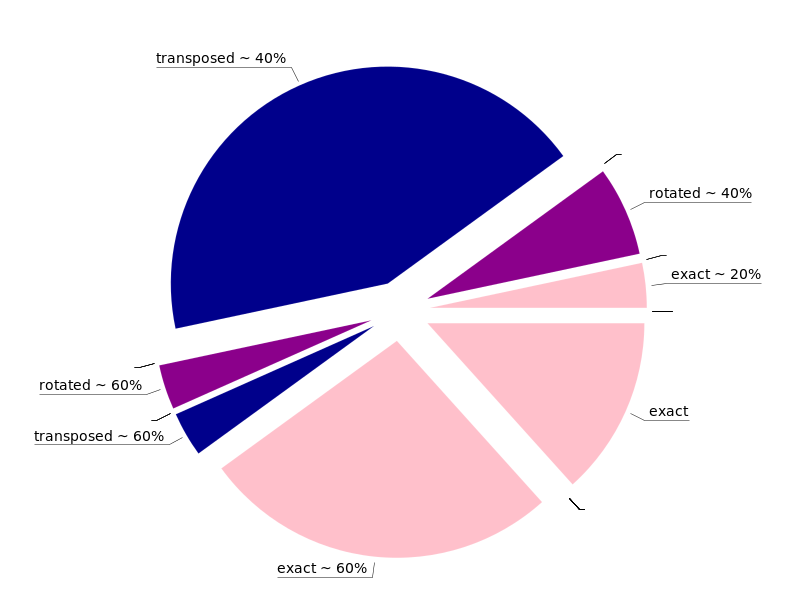 transposed ~ 40%
rotated ~ 40%
exact ~ 20%
rotated ~ 60%
exact
transposed ~ 60%
exact ~ 60%